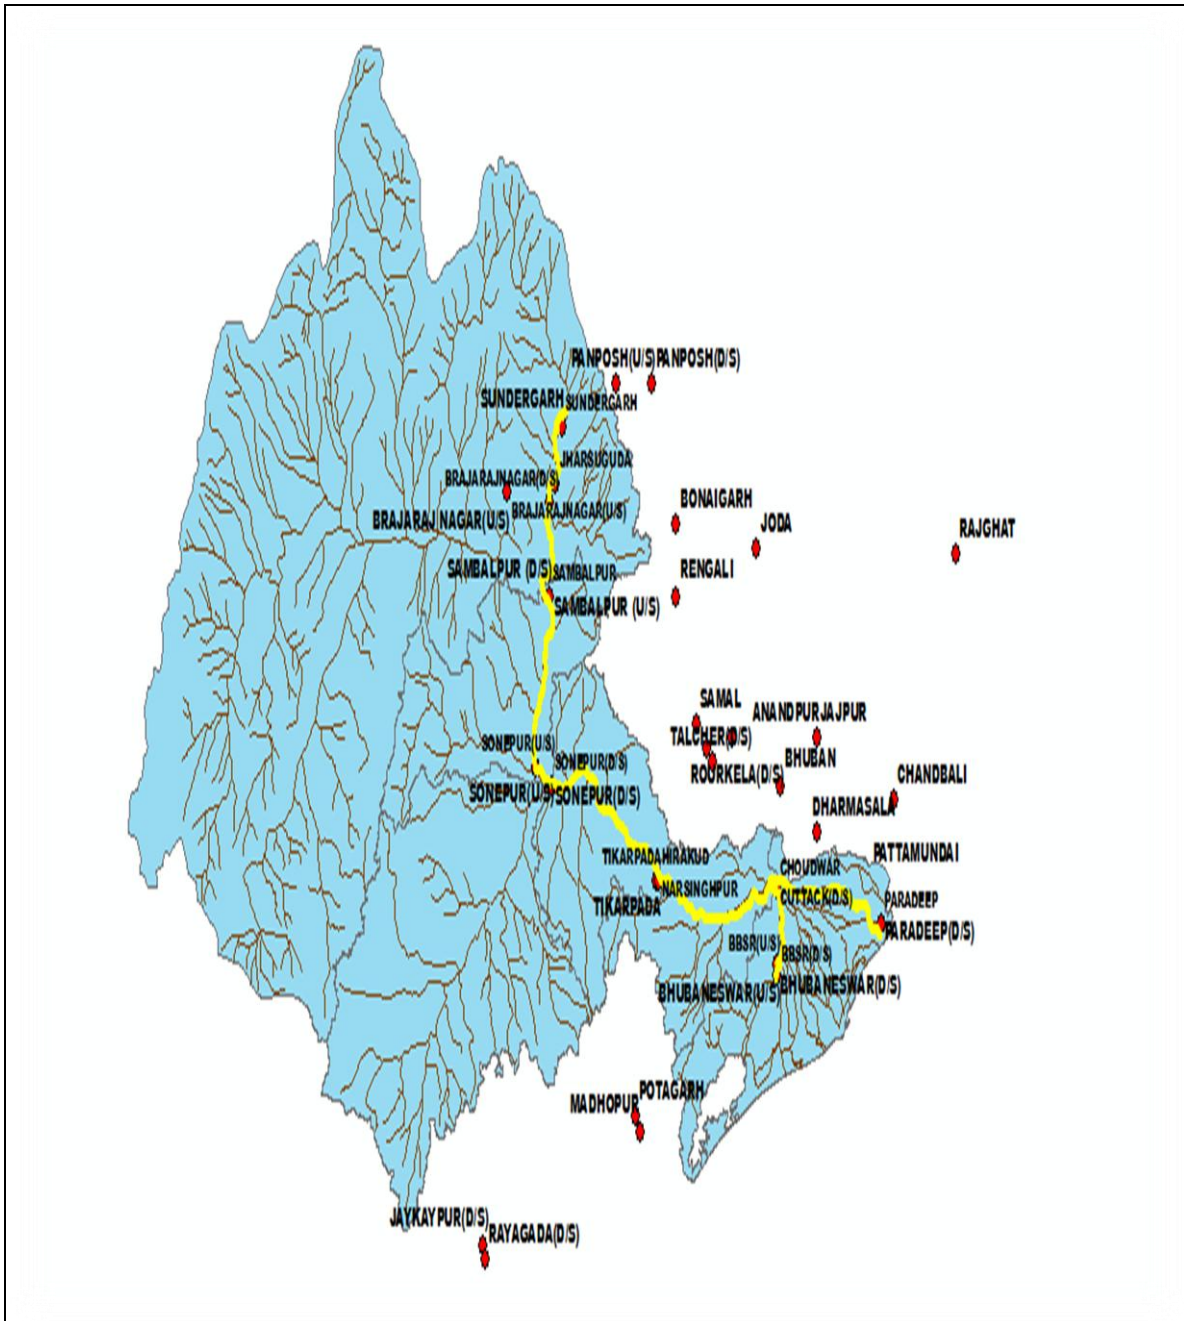 PANPOSH(U/S) PANPOSH(D/S)
SUNDERGARH SUNDERGARH
JHARSUGUDA
BRAJARAJNAGAR(D/S)
BRAJARAJNAGAR(U/S)
BRAJARAJ NAGAR(U/S)
BONAIGARH
JODA
RAJGHAT
SAMBALPUR (D/S) SAMBALPUR
RENGALI
SAMBALPUR (U/S)
SAMAL
ANANDPUR JAJPUR
TALCHER(D/S)
SONEPUR(U/S)
SONEPUR(D/S)
BHUBAN
ROURKELA(D/S)
CHANDBALI
SONEPUR(U/S) SONEPUR(D/S)
DHARMASALA
TIKARPADA HIRAKUD
PATTAMUNDAI
CHOUDWAR
NARSINGHPUR
CUTTACK(D/S)
PARADEEP
TIKARPADA
PARADEEP(D/S)
BBSR(U/S)
BBSR(D/S)
BHUBANESWAR(U/S) BHUBANESWAR(D/S)
POTAGARH
MADHOPUR
JAYKAYPUR(D/S)
RAYAGADA(D/S)